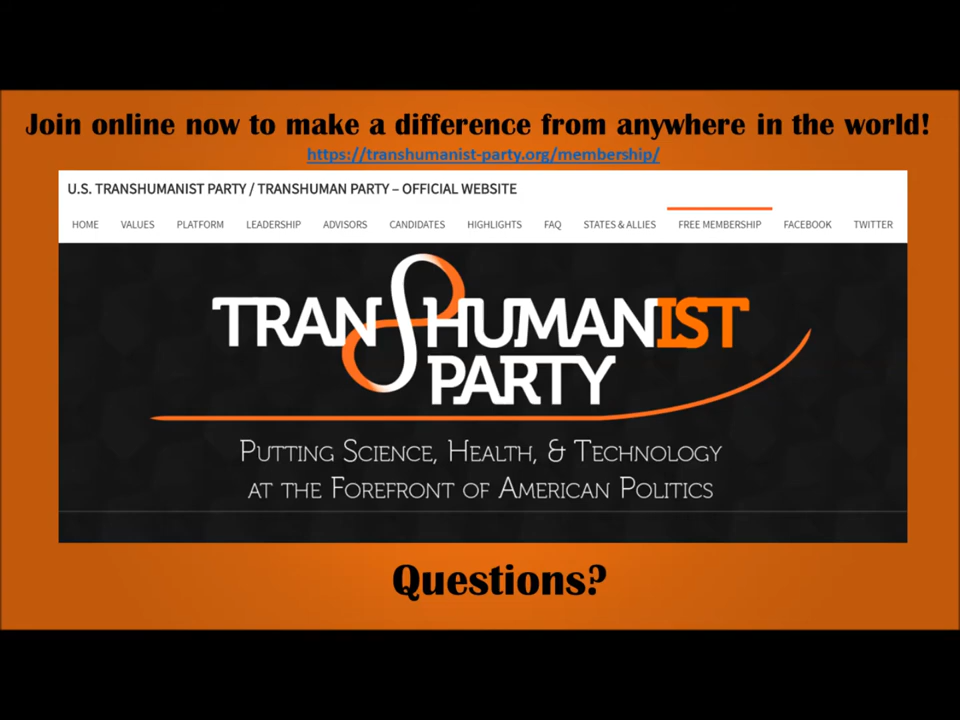 Join online now to make a difference from anywhere in the world!
https://transhumanist-party.org/membership/
U.S. TRANSHUMANIST PARTY / TRANSHUMAN PARTY – OFFICIAL WEBSITE
HOME VALUES PLATFORM LEADERSHIP ADVISORS CANDIDATES HIGHLIGHTS FAQ STATES & ALLIES FREE MEMBERSHIP FACEBOOK TWITTER
TRANSHUMANIST
PARTY
Putting Science, Health, & Technology
at the Forefront of American Politics
Questions?